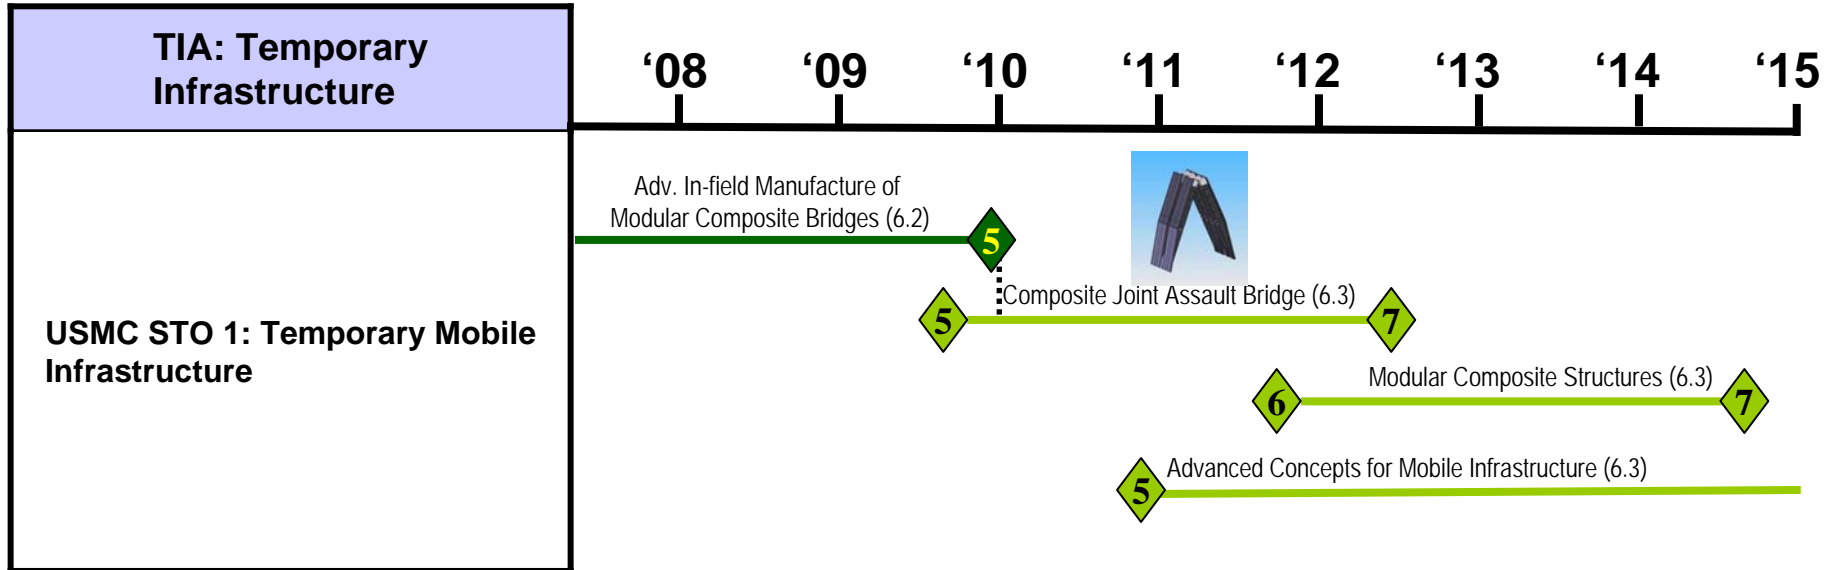 TIA: Temporary
Infrastructure
‘08 ‘09 ‘10 ‘11 ‘12 ‘13 ‘14 ‘15
Adv. In-field Manufacture of
Modular Composite Bridges (6.2)
5
USMC STO 1: Temporary Mobile
Infrastructure
Composite Joint Assault Bridge (6.3)
5 7
Modular Composite Structures (6.3)
6 7
Advanced Concepts for Mobile Infrastructure (6.3)
5